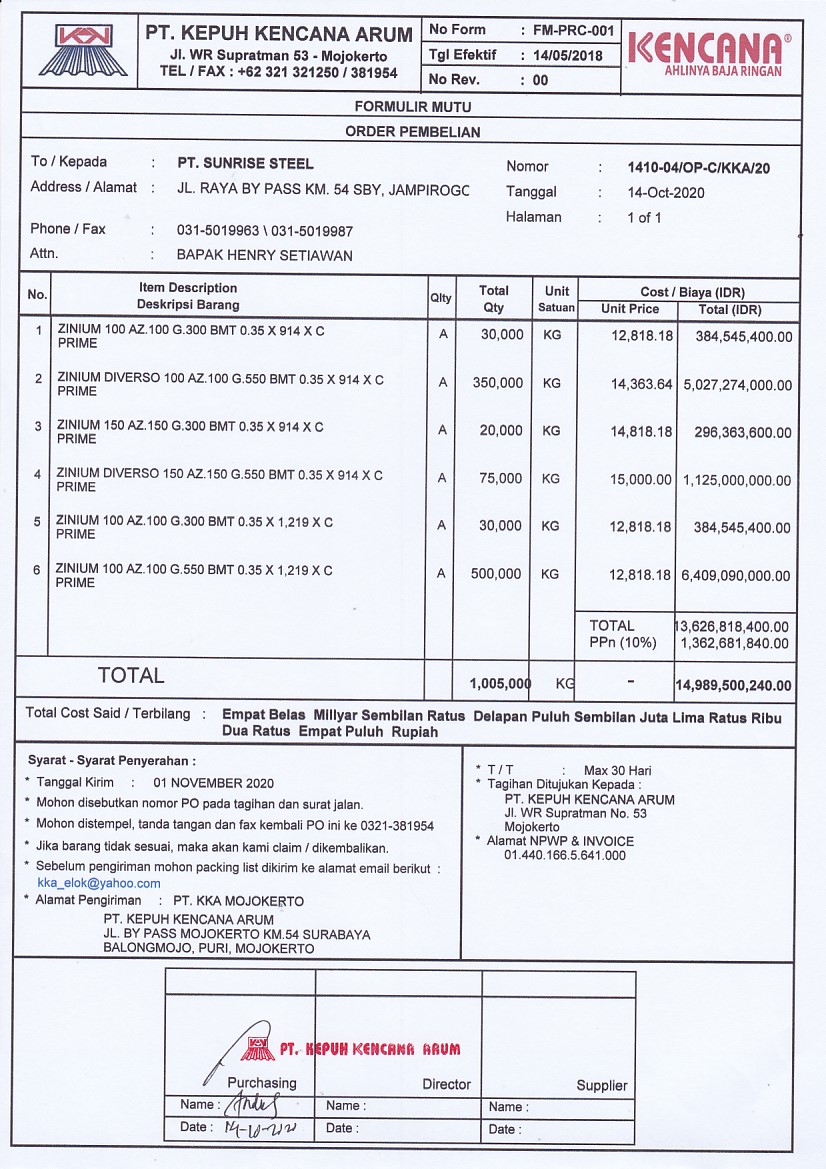 PT. KEPUH KENCANA ARUM
Jl. WR Supratman 53 - Mojokerto
TEL / FAX : +62 321 321250 / 381954
No Form : FM-PRC-001
Tgl Efektif : 14/05/2018
No Rev. : 00
KENCANA®
AHLINYA BAJA RINGAN
FORMULIR MUTU
ORDER PEMBELIAN
To / Kepada : PT. SUNRISE STEEL
Address / Alamat : JL. RAYA BY PASS KM. 54 SBY, JAMPIROGC
Phone / Fax : 031-5019963 \ 031-5019987
Attn. : BAPAK HENRY SETIAWAN
Nomor : 1410-04/OP-C/KKA/20
Tanggal : 14-Oct-2020
Halaman : 1 of 1
No. Item Description Qlty Total Unit Cost / Biaya (IDR)
Deskripsi Barang Qty Satuan Unit Price Total (IDR)
1 ZINIUM 100 AZ.100 G.300 BMT 0.35 X 914 X C A 30,000 KG 12,818.18 384,545,400.00
PRIME
2 ZINIUM DIVERSO 100 AZ.100 G.550 BMT 0.35 X 914 X C A 350,000 KG 14,363.64 5,027,274,000.00
PRIME
3 ZINIUM 150 AZ.150 G.300 BMT 0.35 X 914 X C A 20,000 KG 14,818.18 296,363,600.00
PRIME
4 ZINIUM DIVERSO 150 AZ.150 G.550 BMT 0.35 X 914 X C A 75,000 KG 15,000.00 1,125,000,000.00
PRIME
5 ZINIUM 100 AZ.100 G.300 BMT 0.35 X 1,219 X C A 30,000 KG 12,818.18 384,545,400.00
PRIME
6 ZINIUM 100 AZ.100 G.550 BMT 0.35 X 1,219 X C A 500,000 KG 12,818.18 6,409,090,000.00
PRIME
TOTAL 13,626,818,400.00
PPn (10%) 1,362,681,840.00
TOTAL 1,005,000 KG - 14,989,500,240.00
Total Cost Said / Terbilang : Empat Belas Millyar Sembilan Ratus Delapan Puluh Sembilan Juta Lima Ratus Ribu
Dua Ratus Empat Puluh Rupiah
Syarat - Syarat Penyerahan :
* Tanggal Kirim : 01 NOVEMBER 2020
* Mohon disebutkan nomor PO pada tagihan dan surat jalan.
* Mohon distempel, tanda tangan dan fax kembali PO ini ke 0321-381954
* Jika barang tidak sesuai, maka akan kami claim / dikembalikan.
* Sebelum pengiriman mohon packing list dikirim ke alamat email berikut :
kka_elok@yahoo.com
* Alamat Pengiriman : PT. KKA MOJOKERTO
PT. KEPUH KENCANA ARUM
JL. BY PASS MOJOKERTO KM.54 SURABAYA
BALONGMOJO, PURI, MOJOKERTO
* T / T : Max 30 Hari
* Tagihan Ditujukan Kepada :
PT. KEPUH KENCANA ARUM
Jl. WR Supratman No. 53
Mojokerto
* Alamat NPWP & INVOICE
01.440.166.5.641.000
PT. KEPUH KENCANA ARUM
Purchasing Director Supplier
Name : Name : Name :
Date : 14-10-2020 Date : Date :